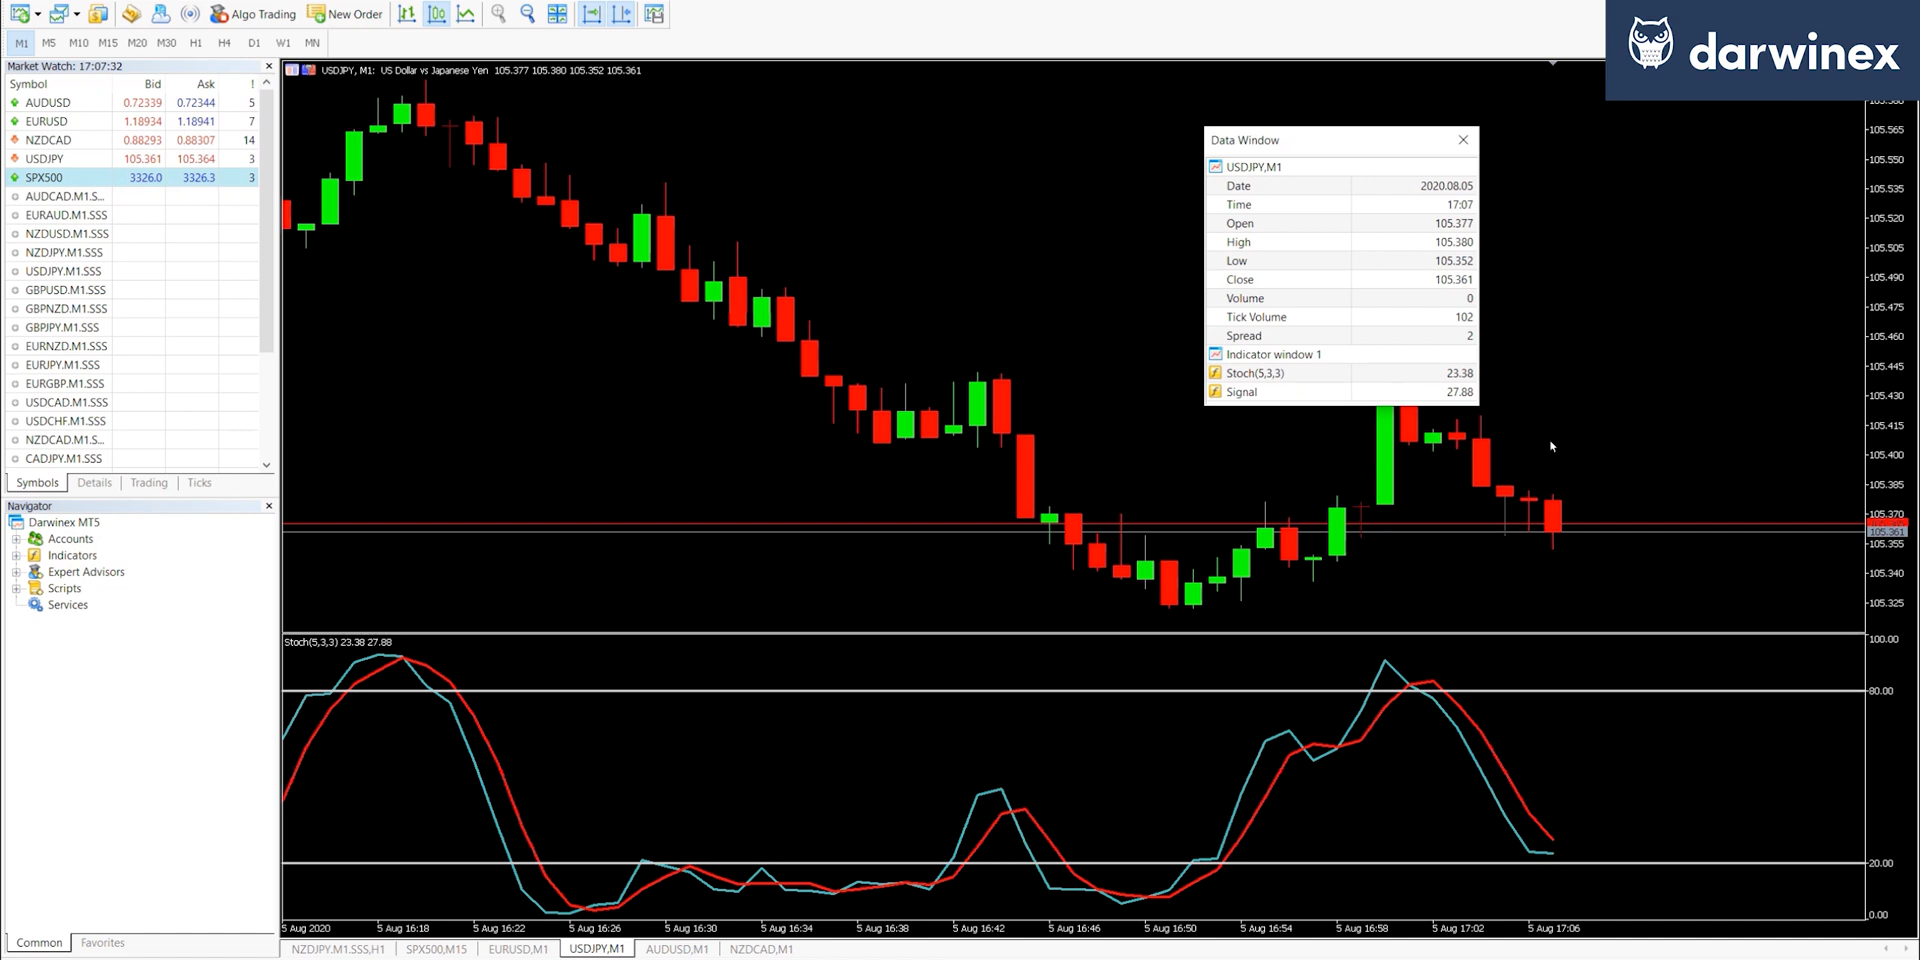 Algo Trading
New Order
darwinex
M1 M5 M10 M15 M20 M30 H1 H4 D1 W1 MN
Market Watch: 17:07:32
Symbol Bid Ask !
AUDUSD 0.72339 0.72344 5
EURUSD 1.18934 1.18941 7
NZDCAD 0.88293 0.88307 14
USDJPY 105.361 105.364 3
SPX500 3326.0 3326.3 3
AUDCAD.M1.S...
EURAUD.M1.SSS
NZDUSD.M1.SSS
NZDJPY.M1.SSS
USDJPY.M1.SSS
GBPUSD.M1.SSS
GBPNZD.M1.SSS
GBPJPY.M1.SSS
EURNZD.M1.SSS
EURJPY.M1.SSS
EURGBP.M1.SSS
USDCAD.M1.SSS
USDCHF.M1.SSS
NZDCAD.M1.S...
CADJPY.M1.SSS
Symbols Details Trading Ticks
Navigator
Darwinex MT5
Accounts
Indicators
Expert Advisors
Scripts
Services
Common Favorites
USDJPY, M1: US Dollar vs Japanese Yen 105.377 105.380 105.352 105.361
Data Window
USDJPY,M1
Date 2020.08.05
Time 17:07
Open 105.377
High 105.380
Low 105.352
Close 105.361
Volume 0
Tick Volume 102
Spread 2
Indicator window 1
Stoch(5,3,3) 23.38
Signal 27.88
105.565
105.550
105.535
105.520
105.505
105.490
105.475
105.460
105.445
105.430
105.415
105.400
105.385
105.370
105.361
105.355
105.340
105.325
Stoch(5,3,3) 23.38 27.88
100.00
80.00
20.00
0.00
5 Aug 2020 5 Aug 16:18 5 Aug 16:22 5 Aug 16:26 5 Aug 16:30 5 Aug 16:34 5 Aug 16:38 5 Aug 16:42 5 Aug 16:46 5 Aug 16:50 5 Aug 16:54 5 Aug 16:58 5 Aug 17:02 5 Aug 17:06
NZDJPY.M1.SSS,H1 SPX500,M15 EURUSD,M1 USDJPY,M1 AUDUSD,M1 NZDCAD,M1